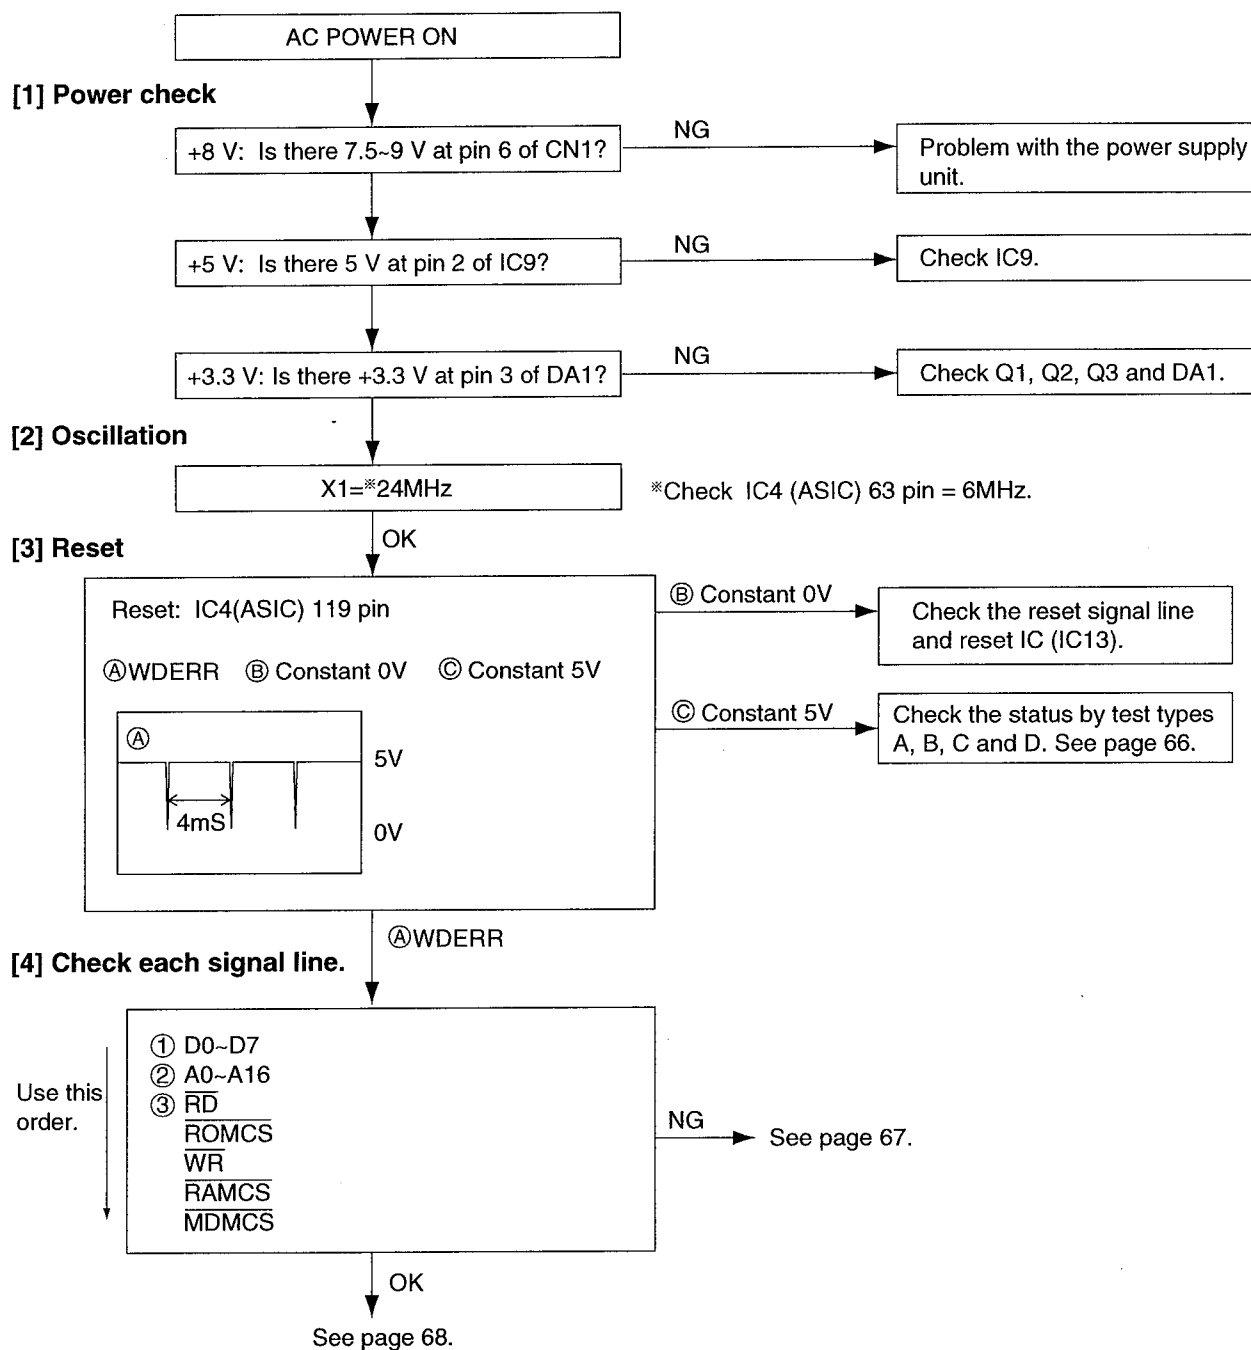 AC POWER ON
[1] Power check
+8 V: Is there 7.5~9 V at pin 6 of CN1?
NG
Problem with the power supply
unit.
+5 V: Is there 5 V at pin 2 of IC9?
NG
Check IC9.
+3.3 V: Is there +3.3 V at pin 3 of DA1?
NG
Check Q1, Q2, Q3 and DA1.
[2] Oscillation
X1=※24MHz
※Check IC4 (ASIC) 63 pin = 6MHz.
OK
[3] Reset
Reset: IC4(ASIC) 119 pin
ⒶWDERR Ⓑ Constant 0V Ⓒ Constant 5V
Ⓐ
5V
4mS
0V
Ⓑ Constant 0V
Check the reset signal line
and reset IC (IC13).
Ⓒ Constant 5V
Check the status by test types
A, B, C and D. See page 66.
ⒶWDERR
[4] Check each signal line.
Use this
order.
① D0~D7
② A0~A16
③ R̅D̅
R̅O̅M̅C̅S̅
W̅R̅
R̅A̅M̅C̅S̅
M̅D̅M̅C̅S̅
NG
See page 67.
OK
See page 68.